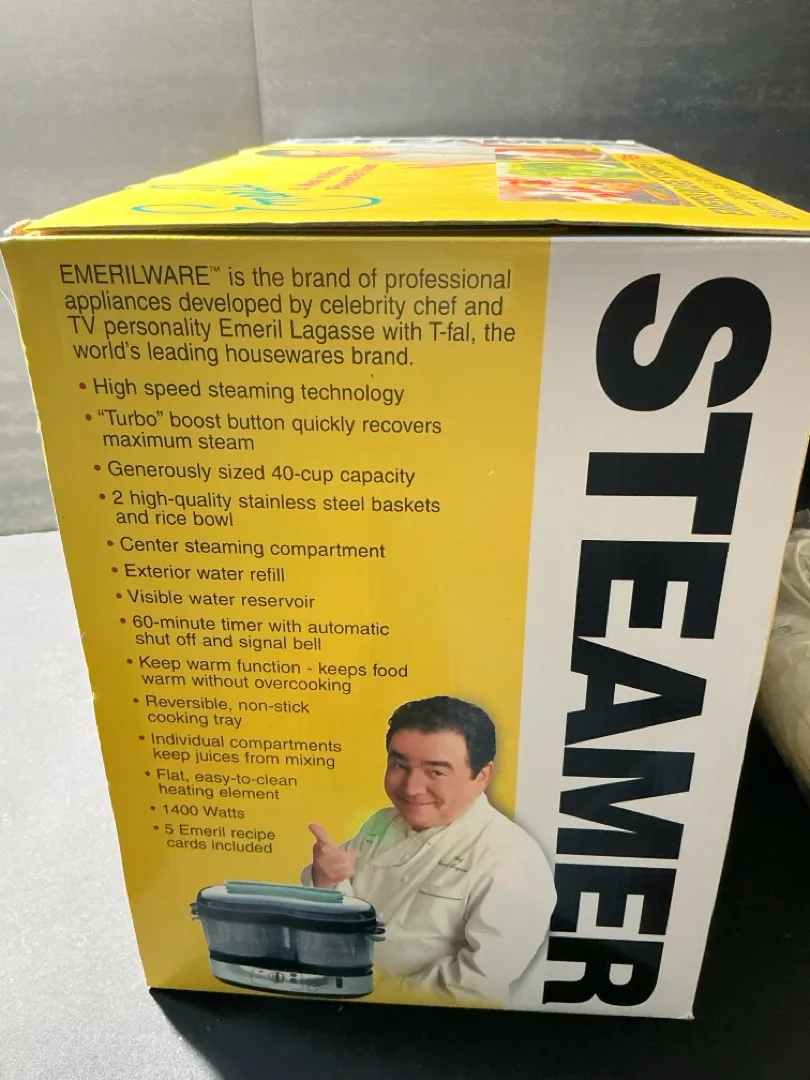 EMERILWARE™ is the brand of professional
appliances developed by celebrity chef and
TV personality Emeril Lagasse with T-fal, the
world's leading housewares brand.
• High speed steaming technology
• “Turbo” boost button quickly recovers
maximum steam
• Generously sized 40-cup capacity
• 2 high-quality stainless steel baskets
and rice bowl
• Center steaming compartment
• Exterior water refill
• Visible water reservoir
• 60-minute timer with automatic
shut off and signal bell
• Keep warm function - keeps food
warm without overcooking
• Reversible, non-stick
cooking tray
• Individual compartments
keep juices from mixing
• Flat, easy-to-clean
heating element
• 1400 Watts
• 5 Emeril recipe
cards included
STEAMER